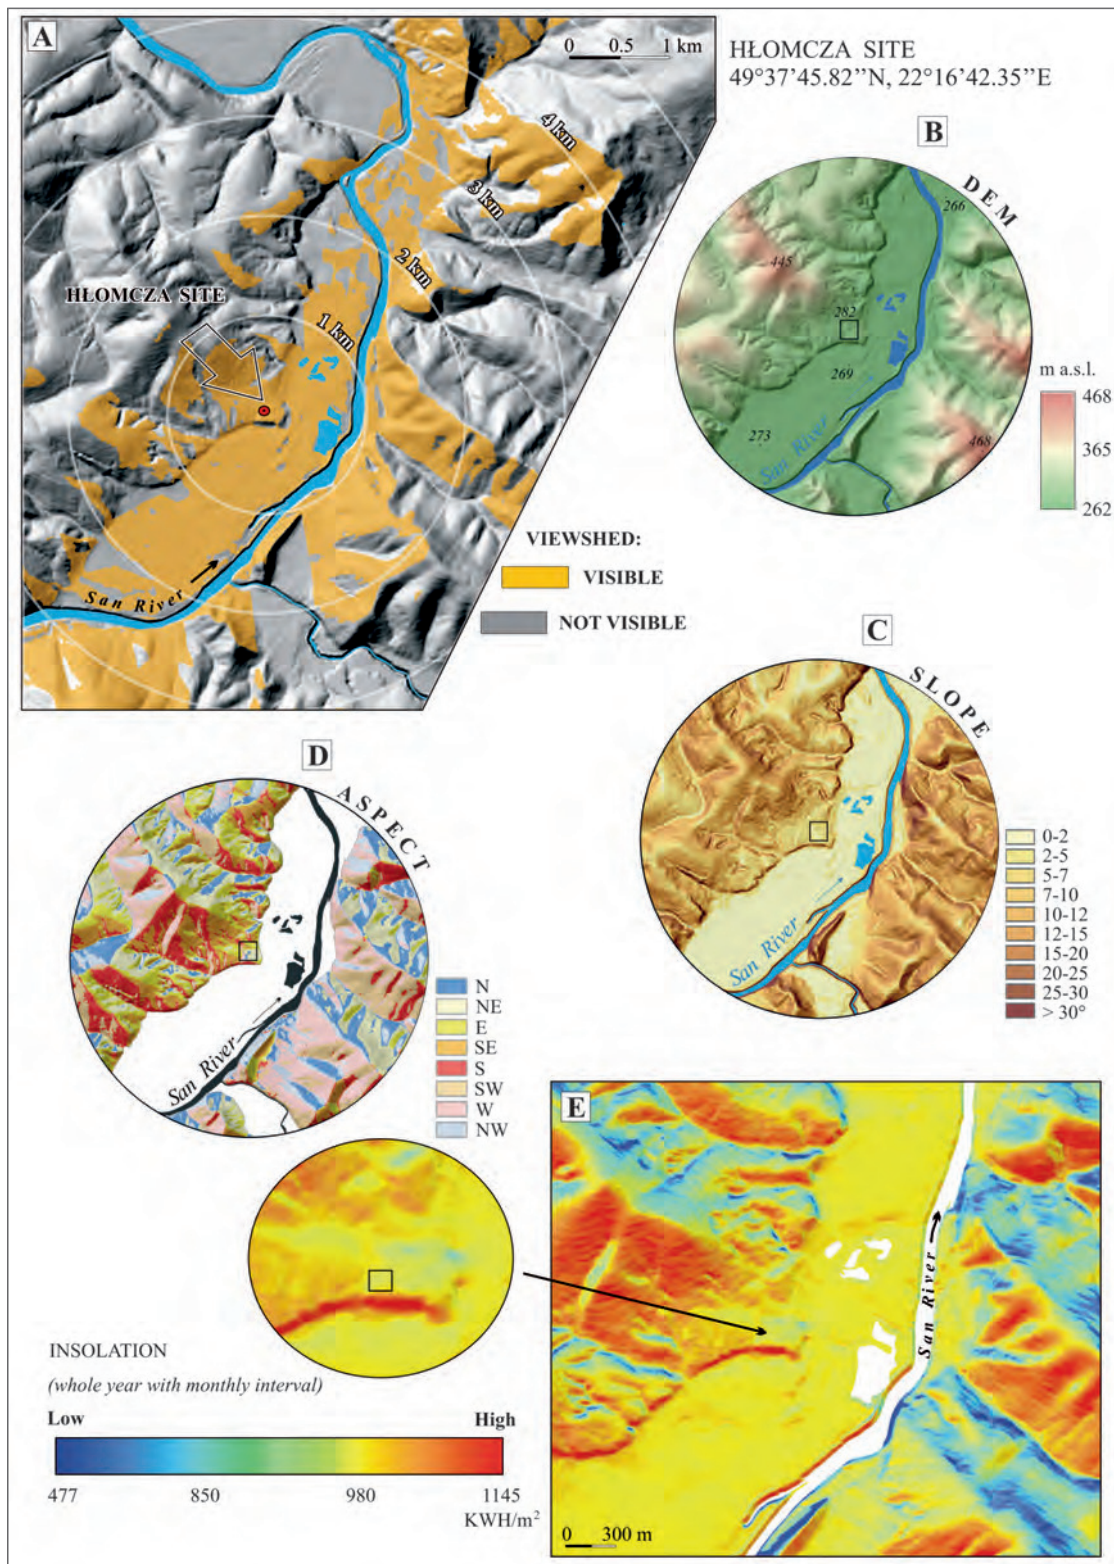 A
0 0.5 1 km
HŁOMCZA SITE
49°37'45.82’’N, 22°16'42.35’’E
4 km
3 km
2 km
1 km
HŁOMCZA SITE
San River
VIEWSHED:
VISIBLE
NOT VISIBLE
B
DEM
266
445
282
269
273
468
San River
m a.s.l.
468
365
262
C
SLOPE
San River
0-2
2-5
5-7
7-10
10-12
12-15
15-20
20-25
25-30
> 30°
D
ASPECT
San River
N
NE
E
SE
S
SW
W
NW
E
San River
0 300 m
INSOLATION
(whole year with monthly interval)
Low High
477 850 980 1145
KWH/m²